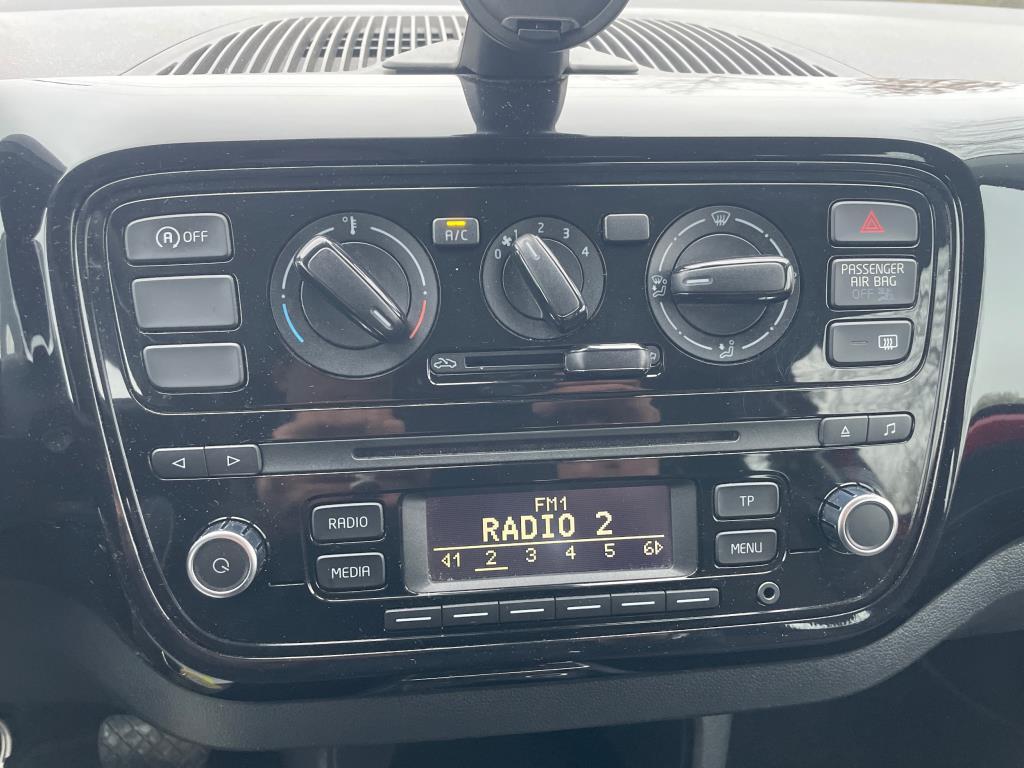 A OFF
A/C
0 1 2 3 4
PASSENGER
AIR BAG
OFF
RADIO
MEDIA
FM1
RADIO 2
1 2 3 4 5 6
TP
MENU